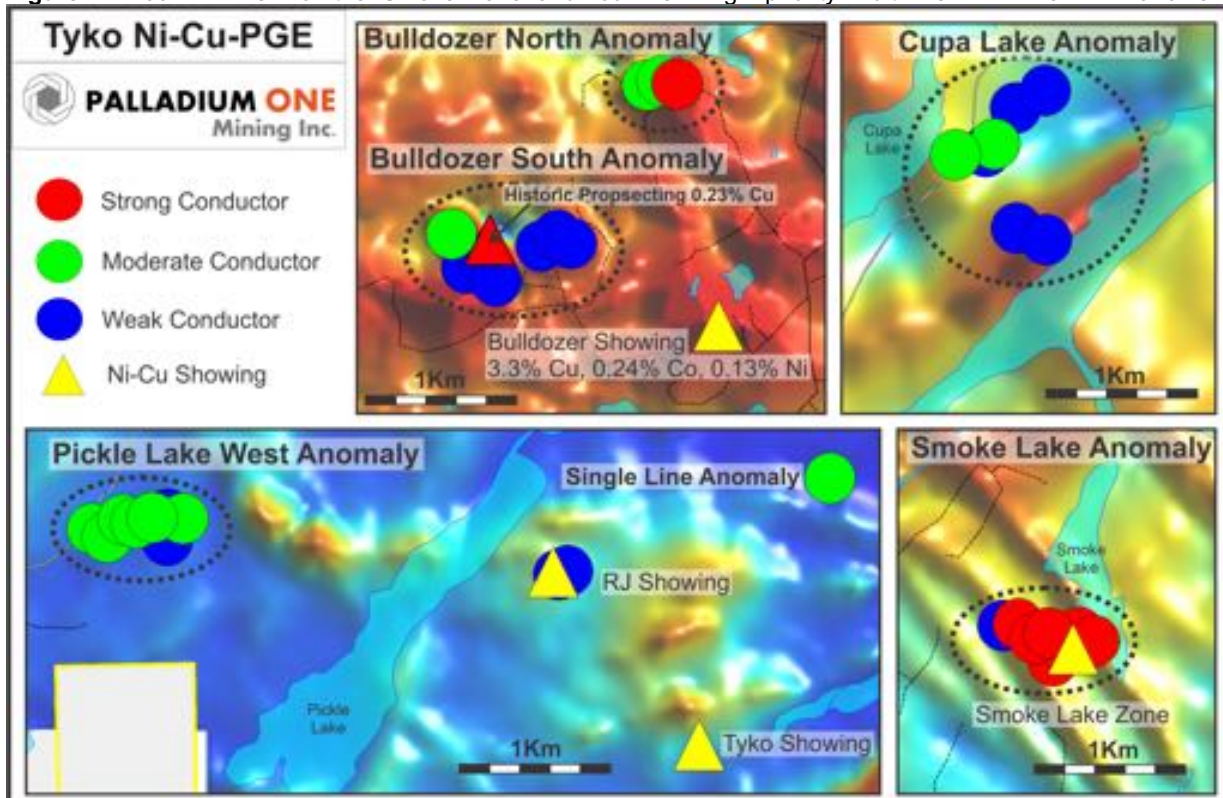 Tyko Ni-Cu-PGE
PALLADIUM ONE
Mining Inc.
Strong Conductor
Moderate Conductor
Weak Conductor
Ni-Cu Showing
Bulldozer North Anomaly
Bulldozer South Anomaly
Historic Propsecting 0.23% Cu
Bulldozer Showing
3.3% Cu, 0.24% Co, 0.13% Ni
1Km
Cupa Lake Anomaly
Cupa
Lake
1Km
Pickle Lake West Anomaly
Single Line Anomaly
RJ Showing
Pickle
Lake
1Km
Tyko Showing
Smoke Lake Anomaly
Smoke
Lake
Smoke Lake Zone
1Km